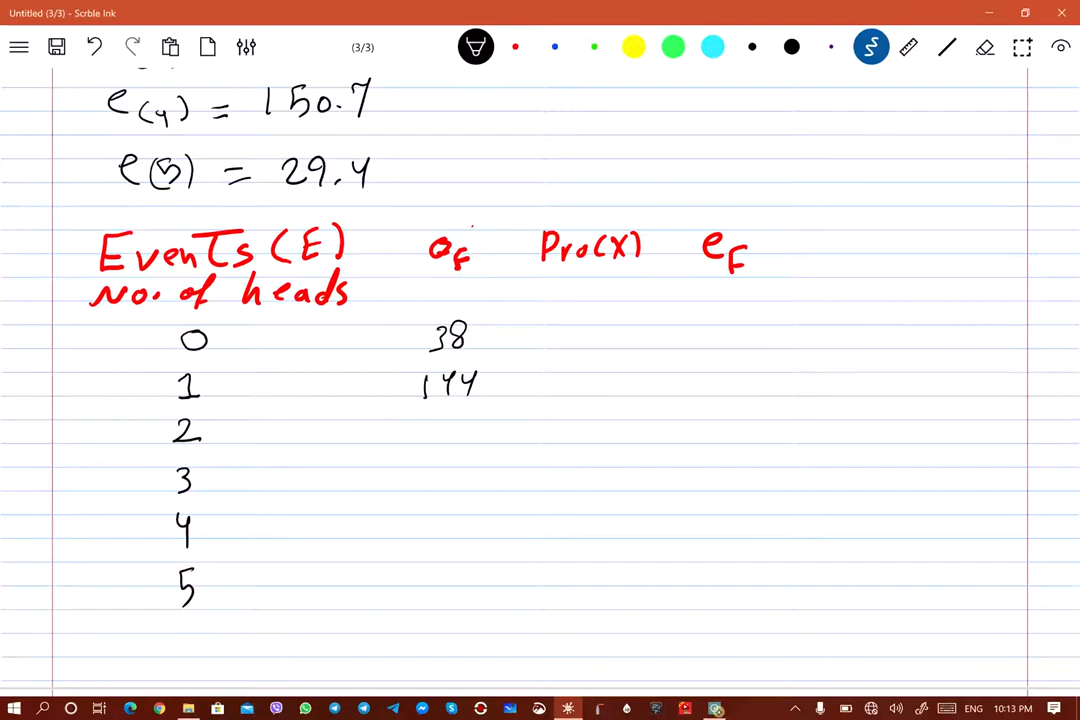 Untitled (3/3) - Scrble Ink
(3/3)
e(4) = 150.7
e(5) = 29.4
Events (E) of Pro(X) ef
No. of heads
0 38
1 144
2
3
4
5
ENG 10:13 PM